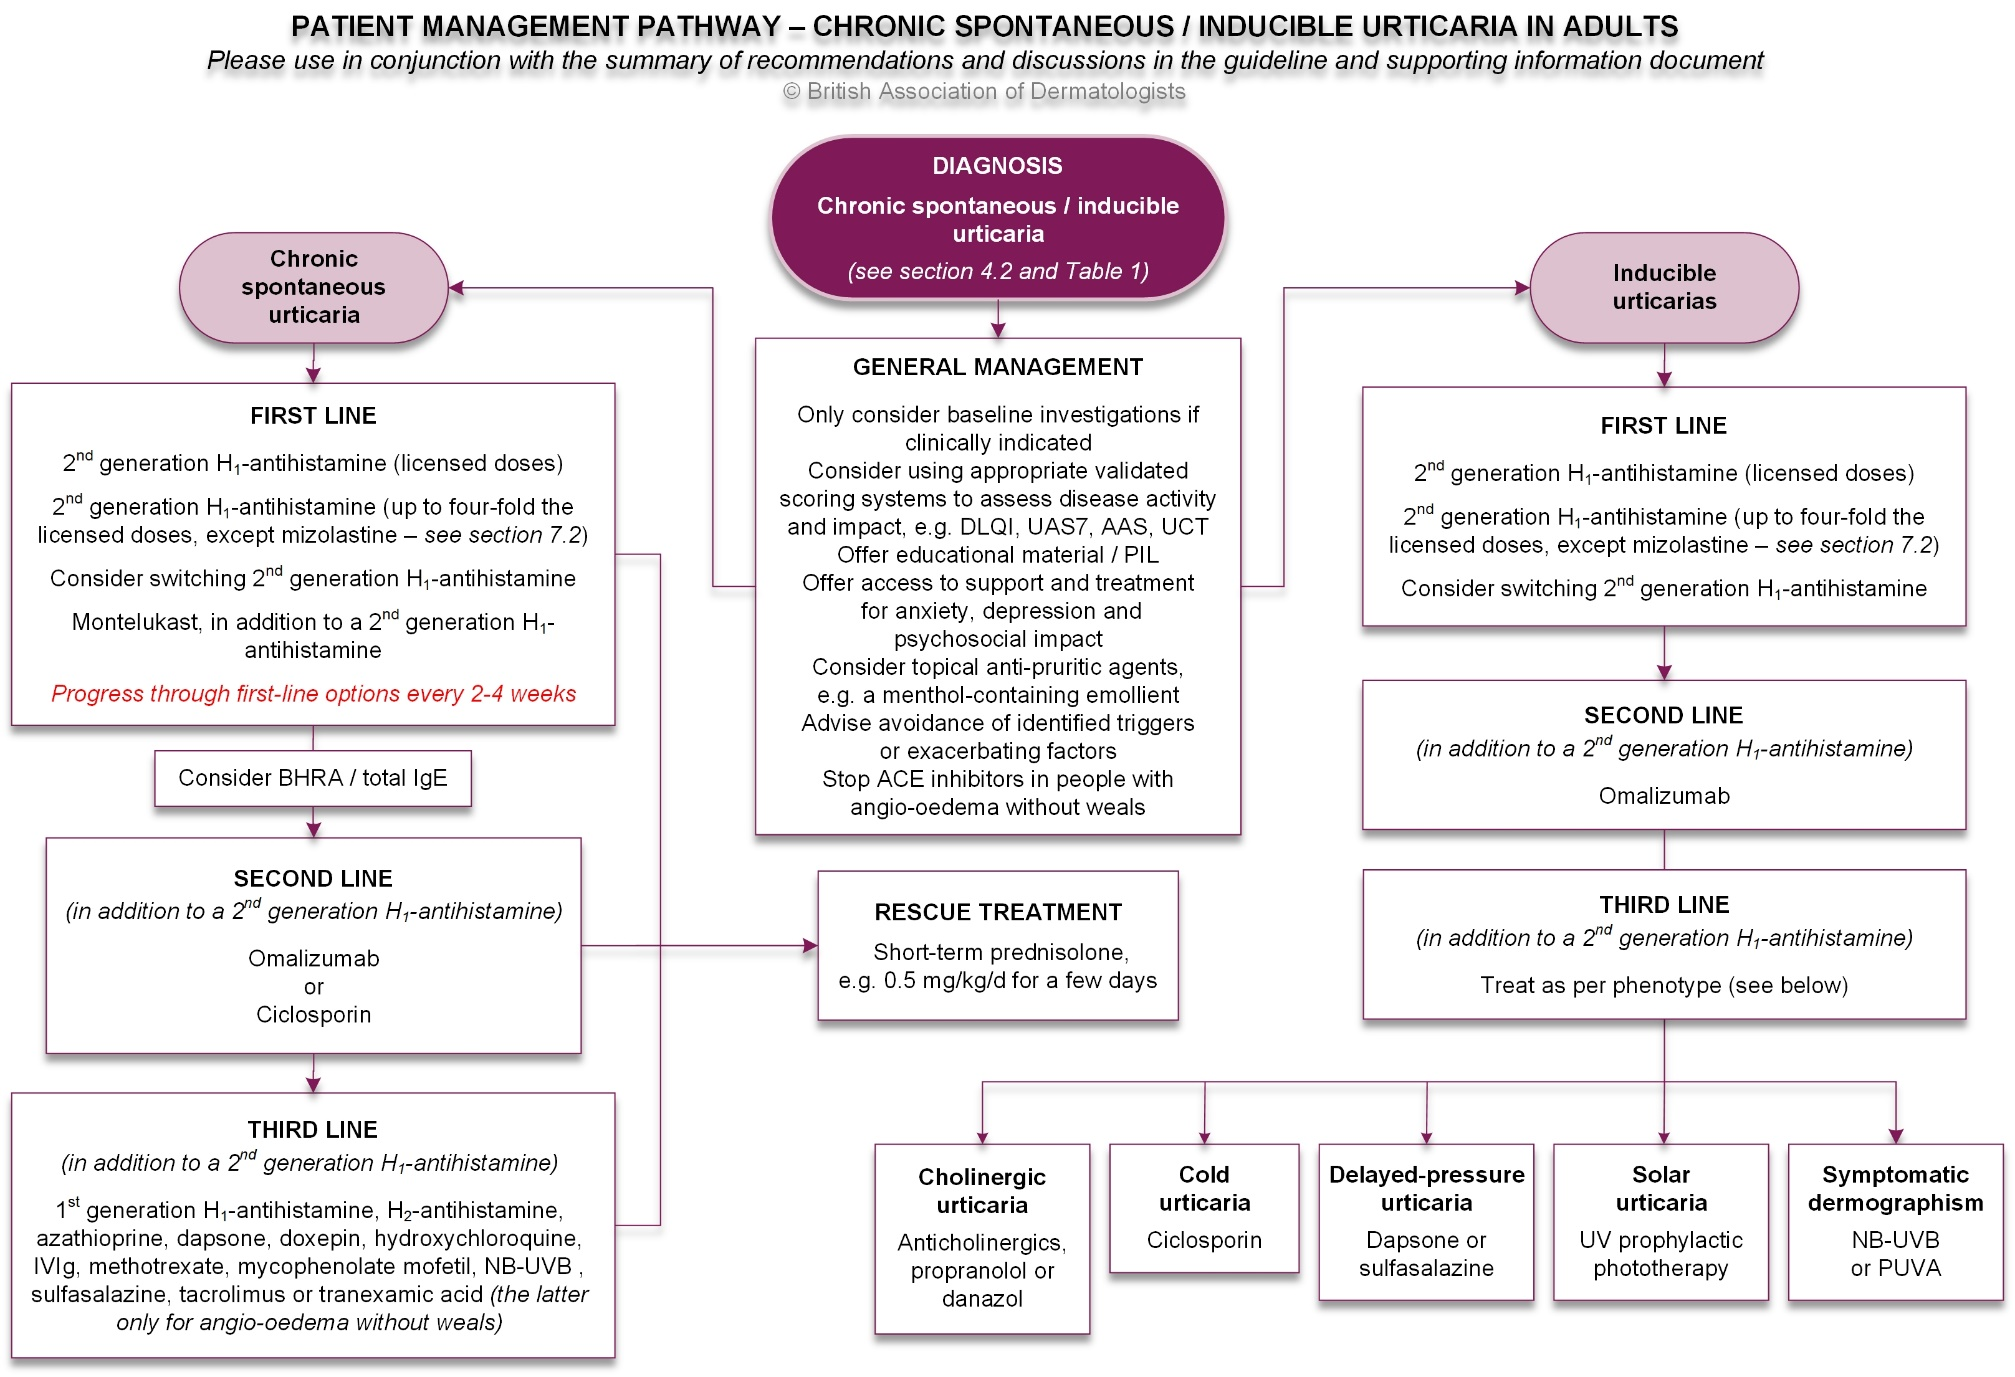 PATIENT MANAGEMENT PATHWAY – CHRONIC SPONTANEOUS / INDUCIBLE URTICARIA IN ADULTS
Please use in conjunction with the summary of recommendations and discussions in the guideline and supporting information document
© British Association of Dermatologists
DIAGNOSIS
Chronic spontaneous / inducible
urticaria
(see section 4.2 and Table 1)
Chronic
spontaneous
urticaria
FIRST LINE
2nd generation H1-antihistamine (licensed doses)
2nd generation H1-antihistamine (up to four-fold the
licensed doses, except mizolastine – see section 7.2)
Consider switching 2nd generation H1-antihistamine
Montelukast, in addition to a 2nd generation H1-
antihistamine
Progress through first-line options every 2-4 weeks
Consider BHRA / total IgE
SECOND LINE
(in addition to a 2nd generation H1-antihistamine)
Omalizumab
or
Ciclosporin
THIRD LINE
(in addition to a 2nd generation H1-antihistamine)
1st generation H1-antihistamine, H2-antihistamine,
azathioprine, dapsone, doxepin, hydroxychloroquine,
IVIg, methotrexate, mycophenolate mofetil, NB-UVB ,
sulfasalazine, tacrolimus or tranexamic acid (the latter
only for angio-oedema without weals)
GENERAL MANAGEMENT
Only consider baseline investigations if
clinically indicated
Consider using appropriate validated
scoring systems to assess disease activity
and impact, e.g. DLQI, UAS7, AAS, UCT
Offer educational material / PIL
Offer access to support and treatment
for anxiety, depression and
psychosocial impact
Consider topical anti-pruritic agents,
e.g. a menthol-containing emollient
Advise avoidance of identified triggers
or exacerbating factors
Stop ACE inhibitors in people with
angio-oedema without weals
RESCUE TREATMENT
Short-term prednisolone,
e.g. 0.5 mg/kg/d for a few days
Inducible
urticarias
FIRST LINE
2nd generation H1-antihistamine (licensed doses)
2nd generation H1-antihistamine (up to four-fold the
licensed doses, except mizolastine – see section 7.2)
Consider switching 2nd generation H1-antihistamine
SECOND LINE
(in addition to a 2nd generation H1-antihistamine)
Omalizumab
THIRD LINE
(in addition to a 2nd generation H1-antihistamine)
Treat as per phenotype (see below)
Cholinergic
urticaria
Anticholinergics,
propranolol or
danazol
Cold
urticaria
Ciclosporin
Delayed-pressure
urticaria
Dapsone or
sulfasalazine
Solar
urticaria
UV prophylactic
phototherapy
Symptomatic
dermographism
NB-UVB
or PUVA